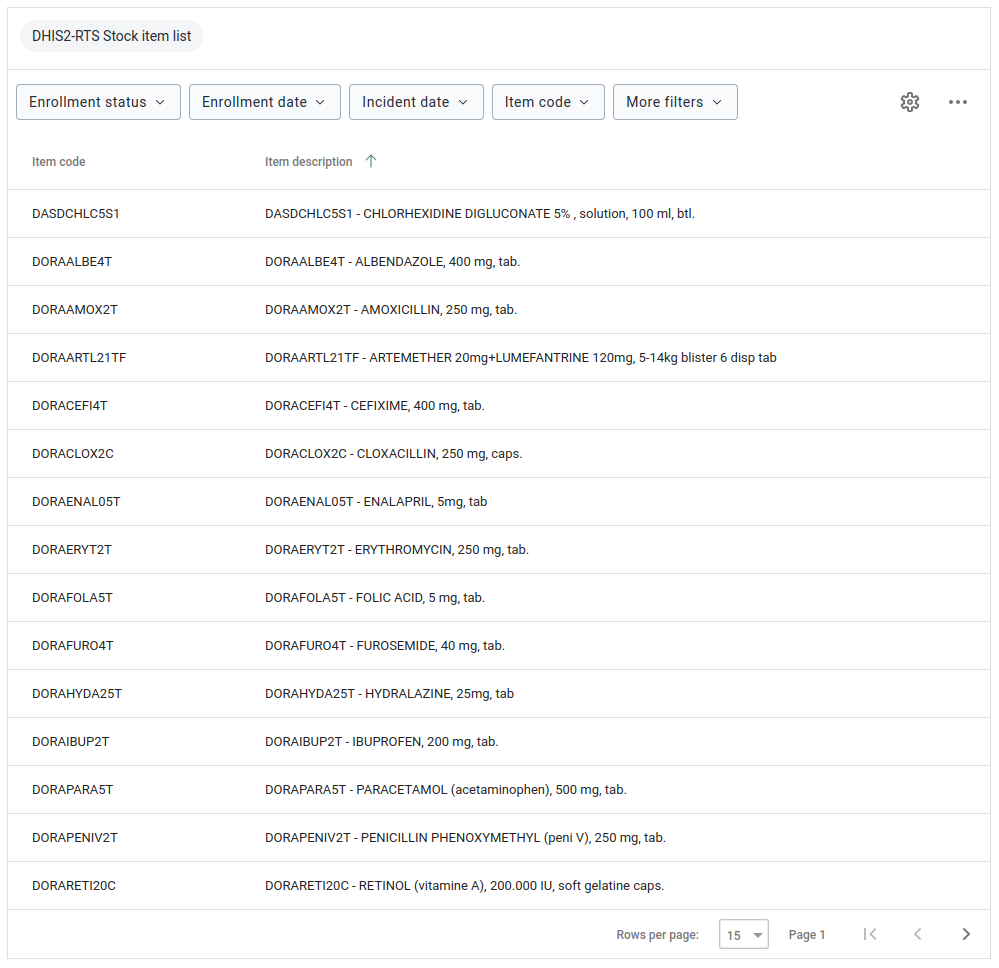 DHIS2-RTS Stock item list
Enrollment status Enrollment date Incident date Item code More filters
Item code Item description
DASDCHLC5S1 DASDCHLC5S1 - CHLORHEXIDINE DIGLUCONATE 5% , solution, 100 ml, btl.
DORAALBE4T DORAALBE4T - ALBENDAZOLE, 400 mg, tab.
DORAAMOX2T DORAAMOX2T - AMOXICILLIN, 250 mg, tab.
DORAARTL21TF DORAARTL21TF - ARTEMETHER 20mg+LUMEFANTRINE 120mg, 5-14kg blister 6 disp tab
DORACEFI4T DORACEFI4T - CEFIXIME, 400 mg, tab.
DORACLOX2C DORACLOX2C - CLOXACILLIN, 250 mg, caps.
DORAENAL05T DORAENAL05T - ENALAPRIL, 5mg, tab
DORAERYT2T DORAERYT2T - ERYTHROMYCIN, 250 mg, tab.
DORAFOLA5T DORAFOLA5T - FOLIC ACID, 5 mg, tab.
DORAFURO4T DORAFURO4T - FUROSEMIDE, 40 mg, tab.
DORAHYDA25T DORAHYDA25T - HYDRALAZINE, 25mg, tab
DORAIBUP2T DORAIBUP2T - IBUPROFEN, 200 mg, tab.
DORAPARA5T DORAPARA5T - PARACETAMOL (acetaminophen), 500 mg, tab.
DORAPENIV2T DORAPENIV2T - PENICILLIN PHENOXYMETHYL (peni V), 250 mg, tab.
DORARETI20C DORARETI20C - RETINOL (vitamine A), 200.000 IU, soft gelatine caps.
Rows per page: 15 Page 1